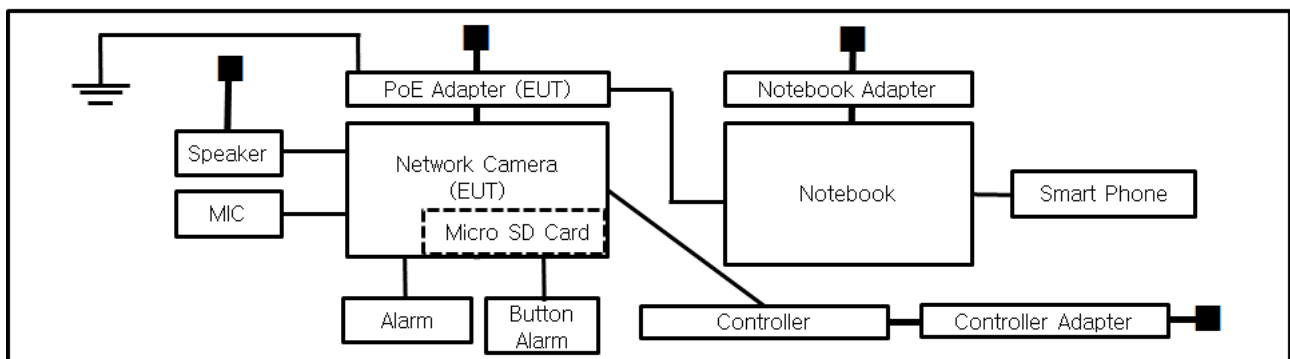 PoE Adapter (EUT)
Notebook Adapter
Speaker
Network Camera
(EUT)
MIC
Notebook
Smart Phone
Micro SD Card
Alarm
Button
Alarm
Controller
Controller Adapter